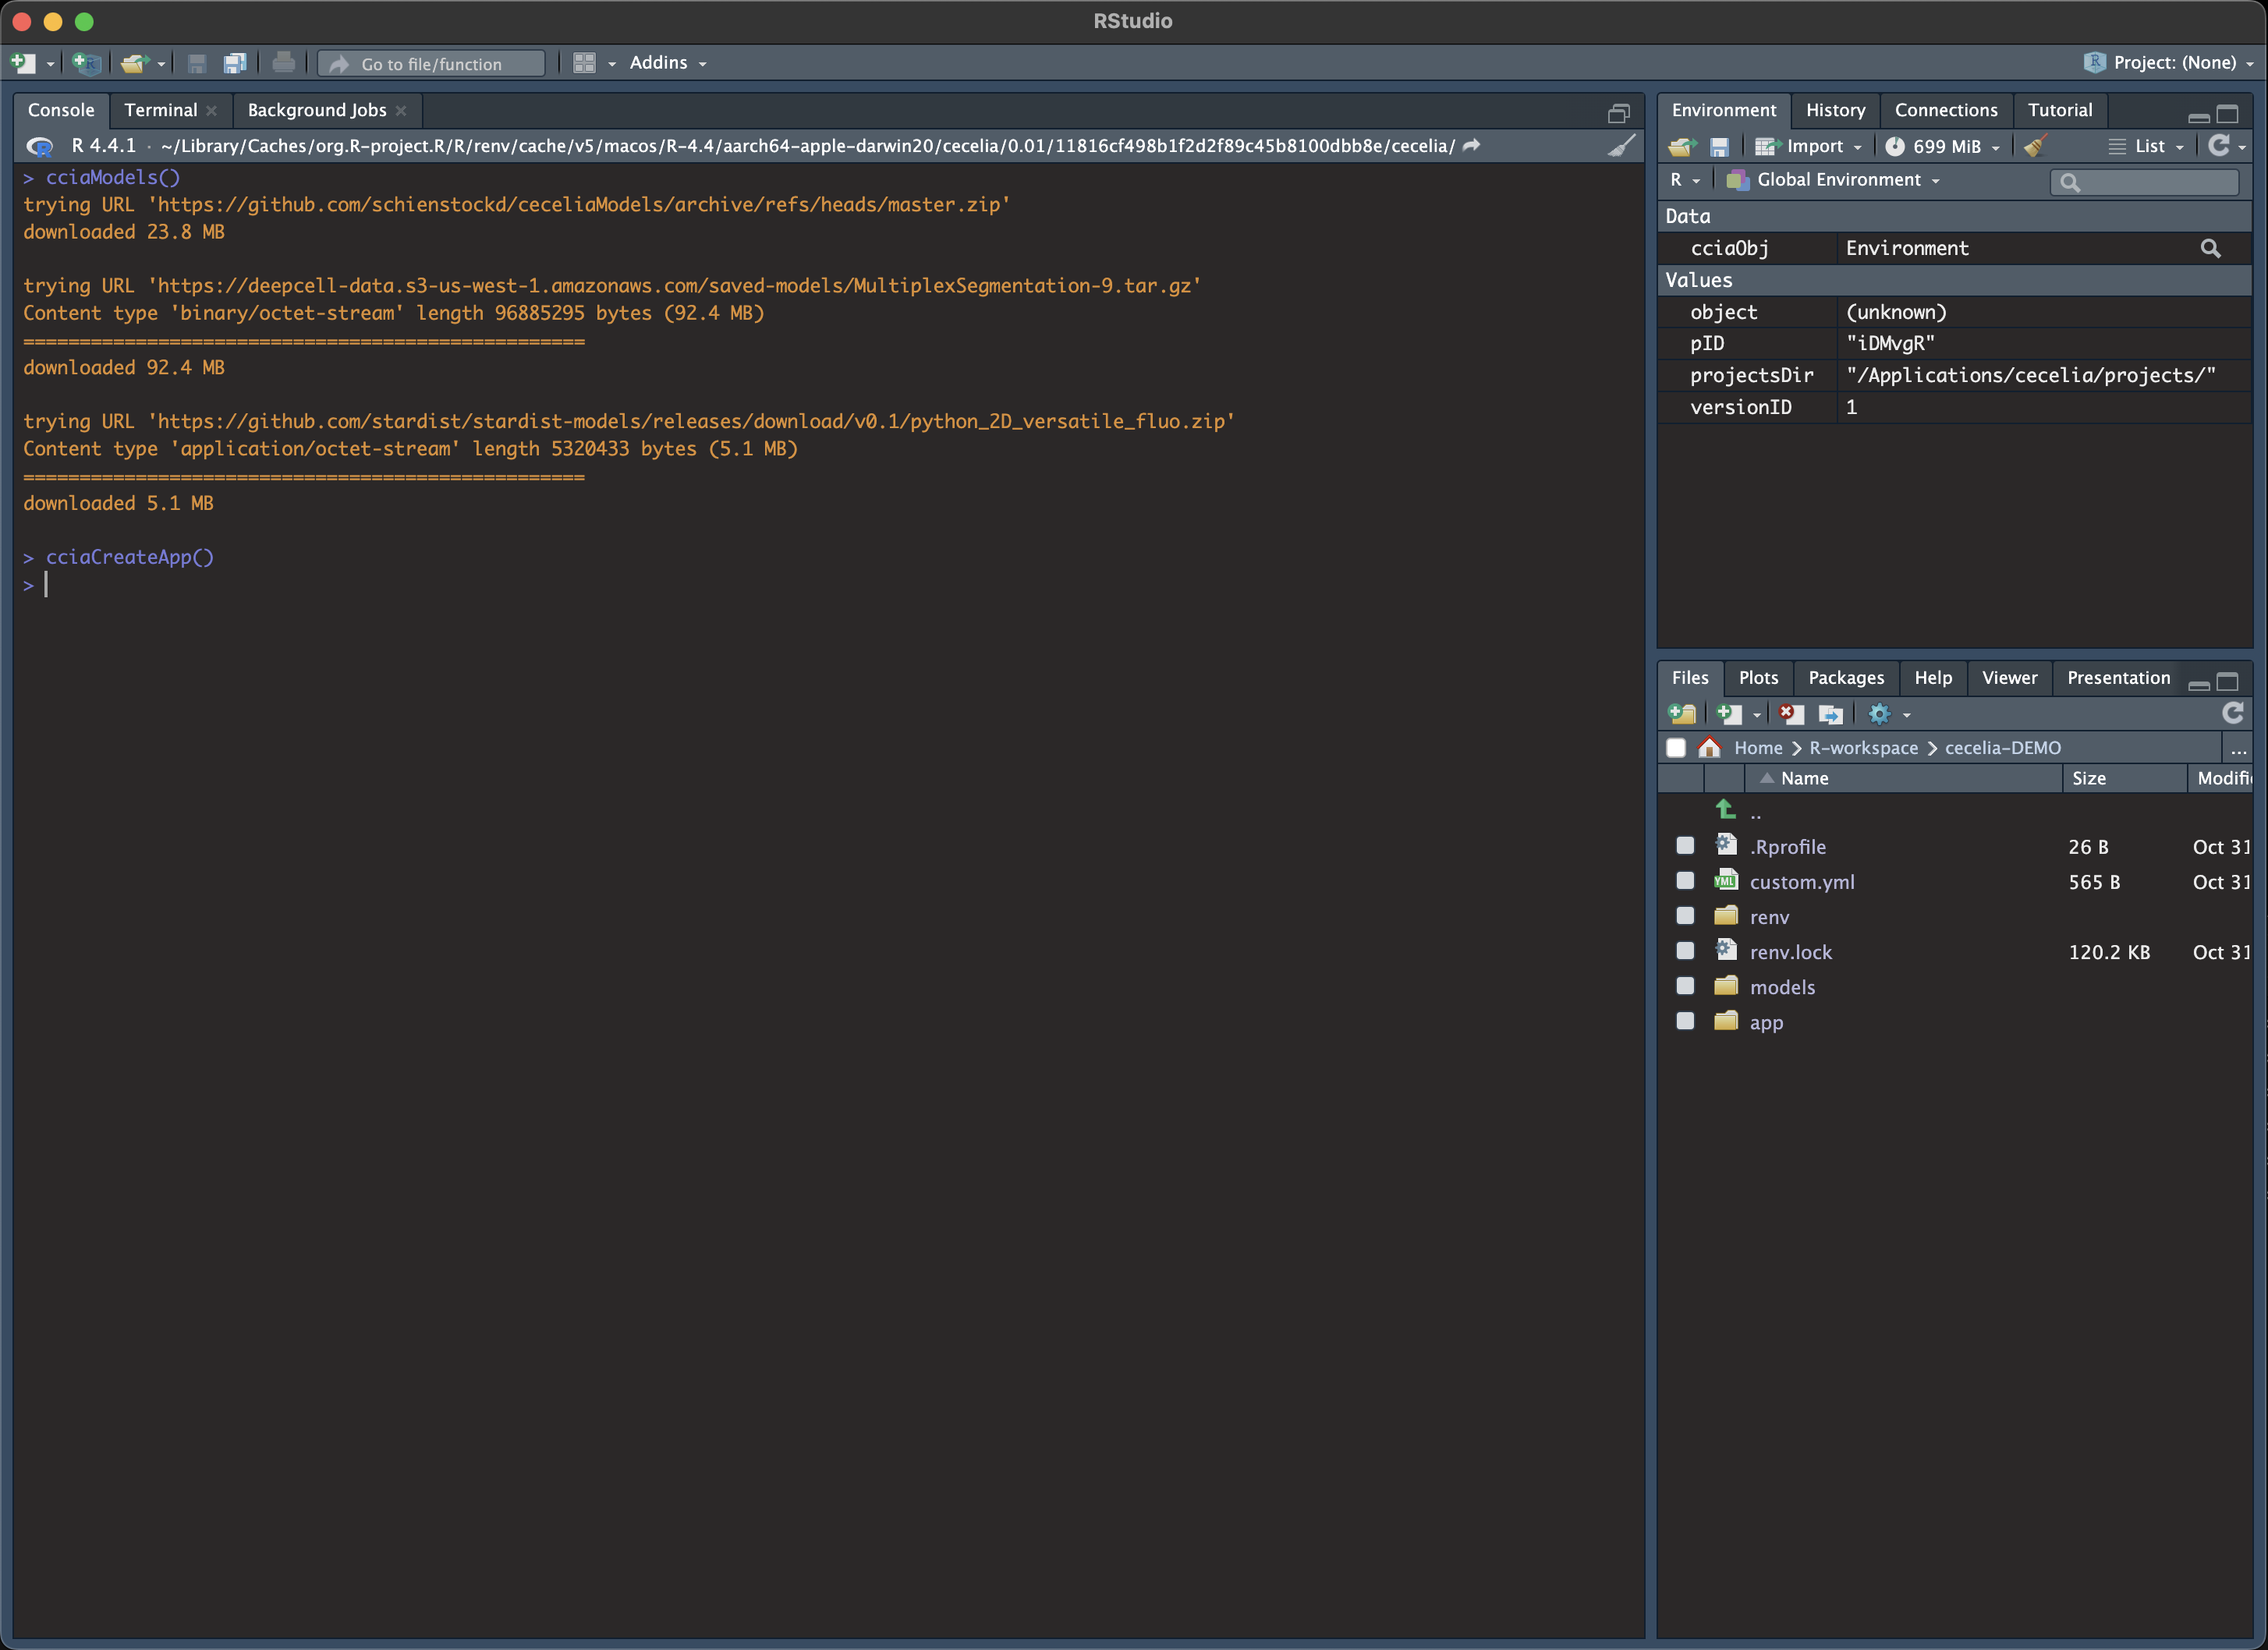 RStudio
Go to file/function
Addins
Project: (None)
Console
Terminal
Background Jobs
R 4.4.1 · ~/Library/Caches/org.R-project.R/R/renv/cache/v5/macos/R-4.4/aarch64-apple-darwin20/cecelia/0.01/11816cf498b1f2d2f89c45b8100dbb8e/cecelia/
> cciaModels()
trying URL 'https://github.com/schienstockd/ceceliaModels/archive/refs/heads/master.zip'
downloaded 23.8 MB
trying URL 'https://deepcell-data.s3-us-west-1.amazonaws.com/saved-models/MultiplexSegmentation-9.tar.gz'
Content type 'binary/octet-stream' length 96885295 bytes (92.4 MB)
==================================================
downloaded 92.4 MB
trying URL 'https://github.com/stardist/stardist-models/releases/download/v0.1/python_2D_versatile_fluo.zip'
Content type 'application/octet-stream' length 5320433 bytes (5.1 MB)
==================================================
downloaded 5.1 MB
> cciaCreateApp()
>
Environment
History
Connections
Tutorial
Import
699 MiB
List
R
Global Environment
Data
cciaObj Environment
Values
object (unknown)
pID "iDMvgR"
projectsDir "/Applications/cecelia/projects/"
versionID 1
Files
Plots
Packages
Help
Viewer
Presentation
Home > R-workspace > cecelia-DEMO
...
Name Size Modifi
..
.Rprofile 26 B Oct 31
YML
custom.yml 565 B Oct 31
renv
renv.lock 120.2 KB Oct 31
models
app